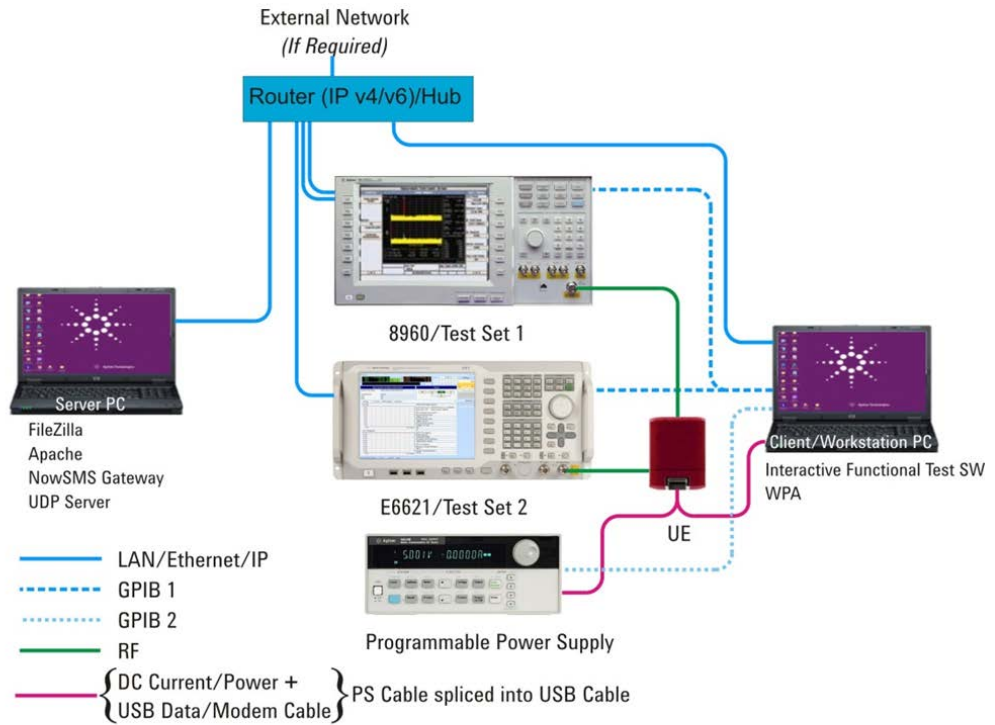 External Network
(If Required)
Router (IP v4/v6)/Hub
8960/Test Set 1
Server PC
FileZilla
Apache
NowSMS Gateway
UDP Server
E6621/Test Set 2
Client/Workstation PC
Interactive Functional Test SW
WPA
UE
Agilent
Programmable Power Supply
LAN/Ethernet/IP
GPIB 1
GPIB 2
RF
DC Current/Power +
USB Data/Modem Cable
PS Cable spliced into USB Cable